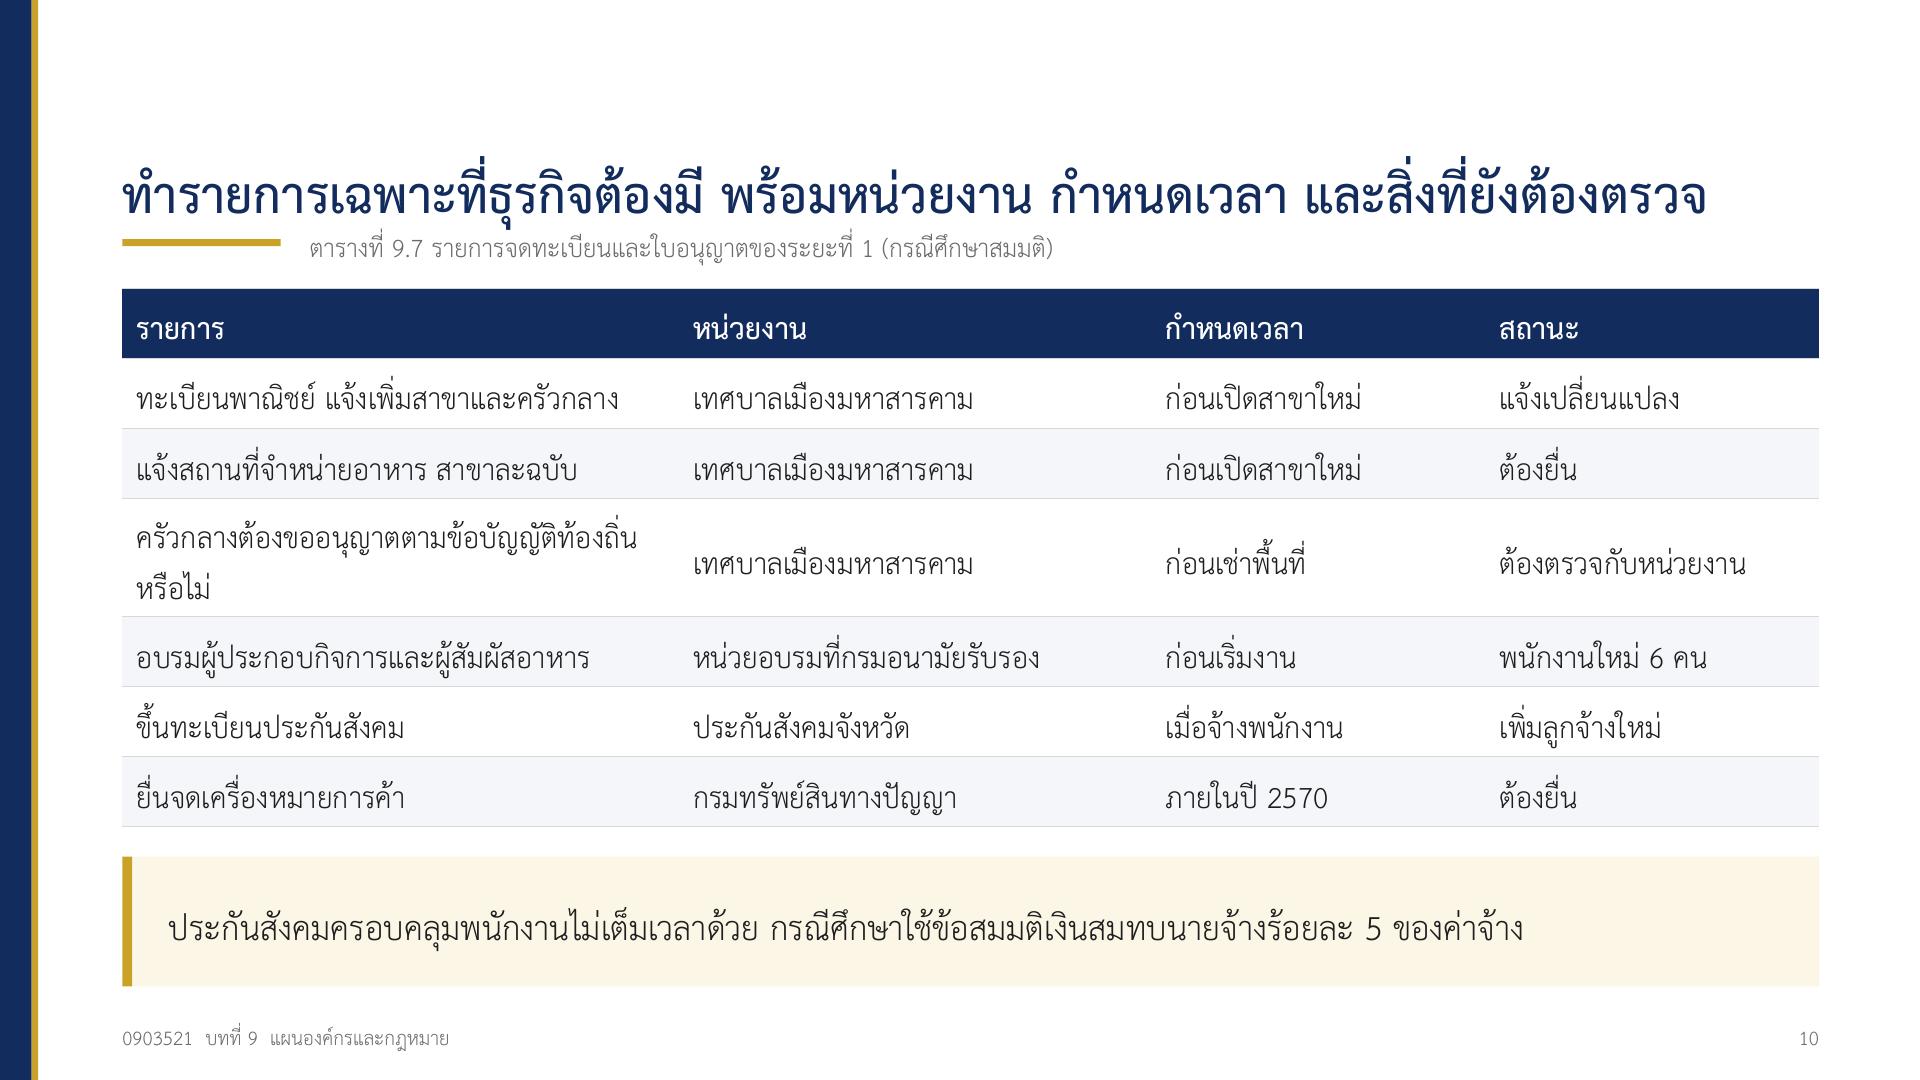 ทำรายการเฉพาะที่ธุรกิจต้องมี พร้อมหน่วยงาน กำหนดเวลา และสิ่งที่ยังต้องตรวจ
ตารางที่ 9.7 รายการจดทะเบียนและใบอนุญาตของระยะที่ 1 (กรณีศึกษาสมมติ)
รายการ หน่วยงาน กำหนดเวลา สถานะ
ทะเบียนพาณิชย์ แจ้งเพิ่มสาขาและครัวกลาง เทศบาลเมืองมหาสารคาม ก่อนเปิดสาขาใหม่ แจ้งเปลี่ยนแปลง
แจ้งสถานที่จำหน่ายอาหาร สาขาละฉบับ เทศบาลเมืองมหาสารคาม ก่อนเปิดสาขาใหม่ ต้องยื่น
ครัวกลางต้องขออนุญาตตามข้อบัญญัติท้องถิ่น
หรือไม่ เทศบาลเมืองมหาสารคาม ก่อนเช่าพื้นที่ ต้องตรวจกับหน่วยงาน
อบรมผู้ประกอบกิจการและผู้สัมผัสอาหาร หน่วยอบรมที่กรมอนามัยรับรอง ก่อนเริ่มงาน พนักงานใหม่ 6 คน
ขึ้นทะเบียนประกันสังคม ประกันสังคมจังหวัด เมื่อจ้างพนักงาน เพิ่มลูกจ้างใหม่
ยื่นจดเครื่องหมายการค้า กรมทรัพย์สินทางปัญญา ภายในปี 2570 ต้องยื่น
ประกันสังคมครอบคลุมพนักงานไม่เต็มเวลาด้วย กรณีศึกษาใช้ข้อสมมติเงินสมทบนายจ้างร้อยละ 5 ของค่าจ้าง
0903521 บทที่ 9 แผนองค์กรและกฎหมาย 10